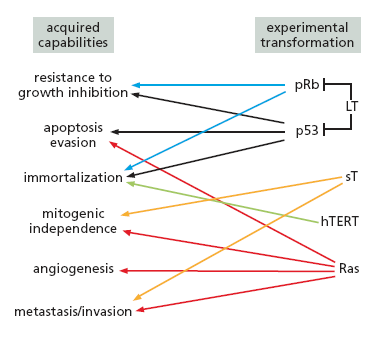 acquired
capabilities
experimental
transformation
resistance to
growth inhibition
apoptosis
evasion
immortalization
mitogenic
independence
angiogenesis
metastasis/invasion
pRb
LT
p53
sT
hTERT
Ras